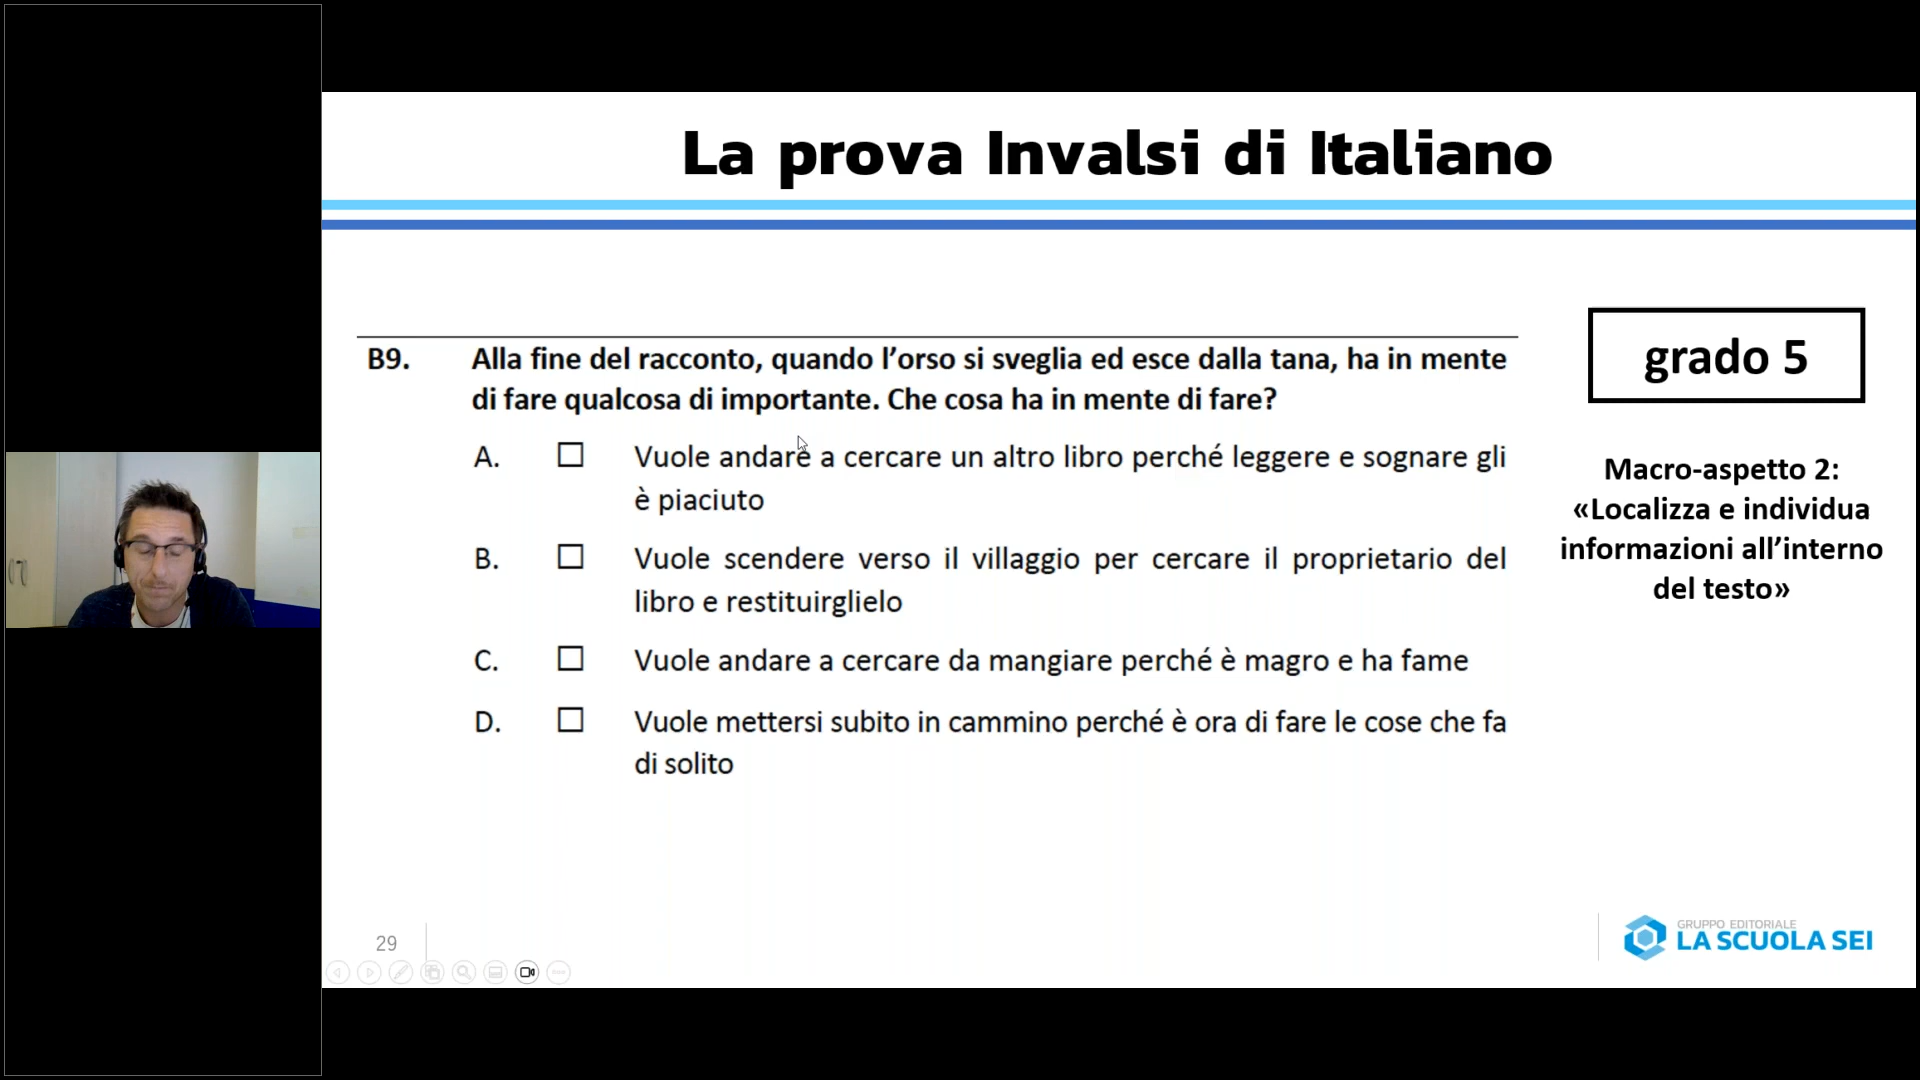 La prova Invalsi di Italiano
B9. Alla fine del racconto, quando l’orso si sveglia ed esce dalla tana, ha in mente
di fare qualcosa di importante. Che cosa ha in mente di fare?
A. ☐ Vuole andare a cercare un altro libro perché leggere e sognare gli
è piaciuto
B. ☐ Vuole scendere verso il villaggio per cercare il proprietario del
libro e restituirglielo
C. ☐ Vuole andare a cercare da mangiare perché è magro e ha fame
D. ☐ Vuole mettersi subito in cammino perché è ora di fare le cose che fa
di solito
grado 5
Macro-aspetto 2:
«Localizza e individua
informazioni all’interno
del testo»
29
GRUPPO EDITORIALE
LA SCUOLA SEI